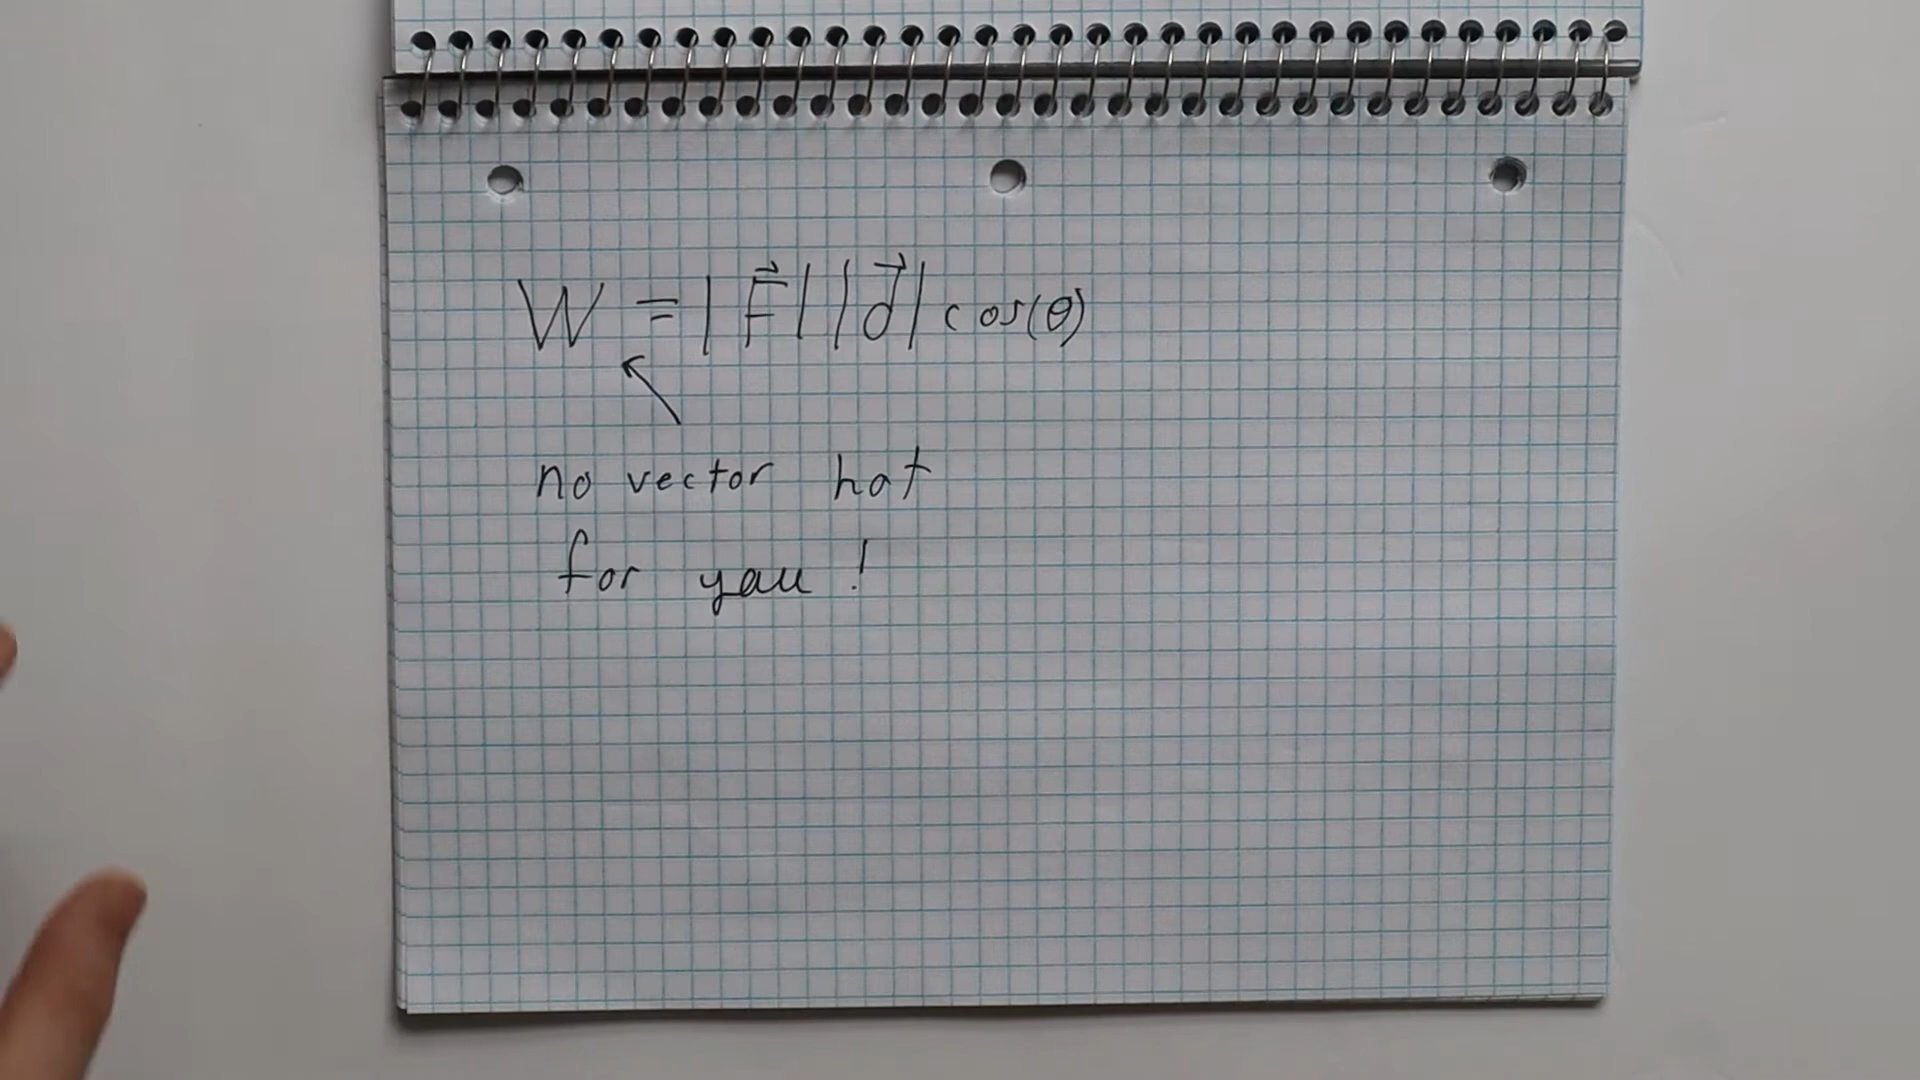 W = |F⃗| |d⃗| cos(θ)
no vector hat
for you!